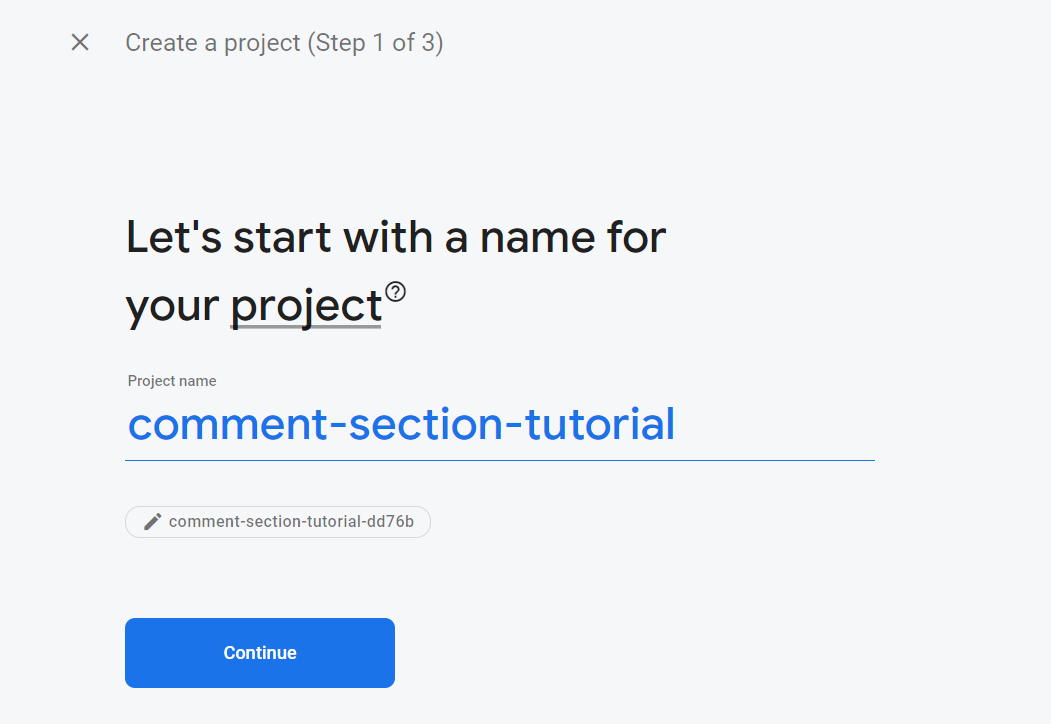 Create a project (Step 1 of 3)
Let's start with a name for
your project
Project name
comment-section-tutorial
comment-section-tutorial-dd76b
Continue